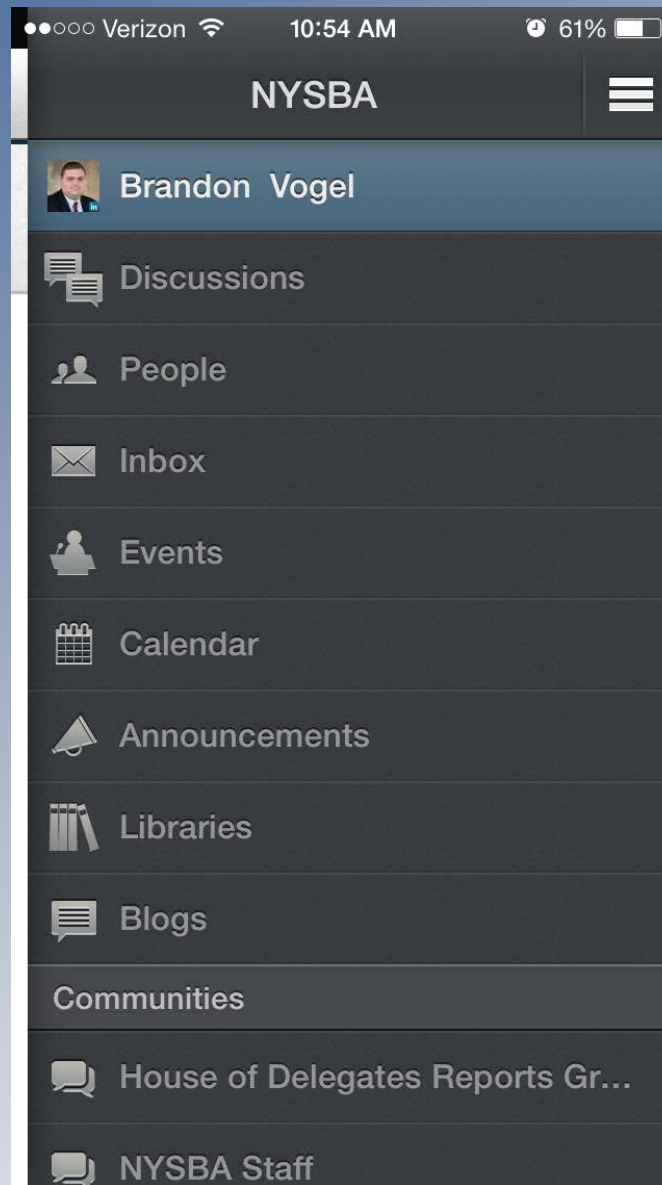 Verizon 10:54 AM 61%
NYSBA
Brandon Vogel
in
Discussions
People
Inbox
Events
Calendar
Announcements
Libraries
Blogs
Communities
House of Delegates Reports Gr...
NYSBA Staff